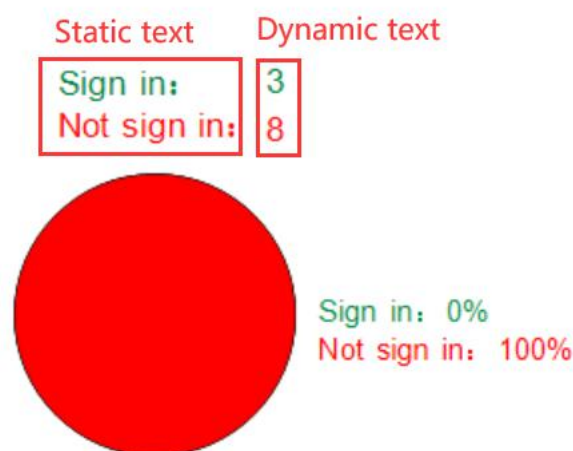 Static text Dynamic text
Sign in： 3
Not sign in： 8
Sign in：0%
Not sign in：100%